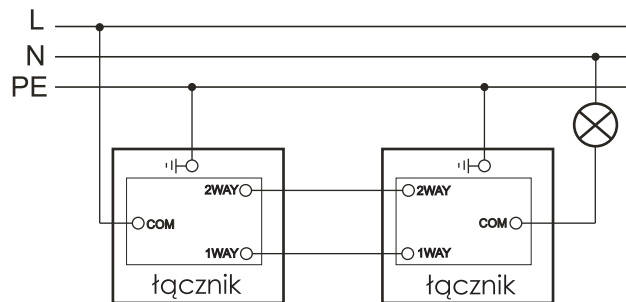 L
N
PE
2WAY 2WAY
COM COM
1WAY 1WAY
łącznik łącznik